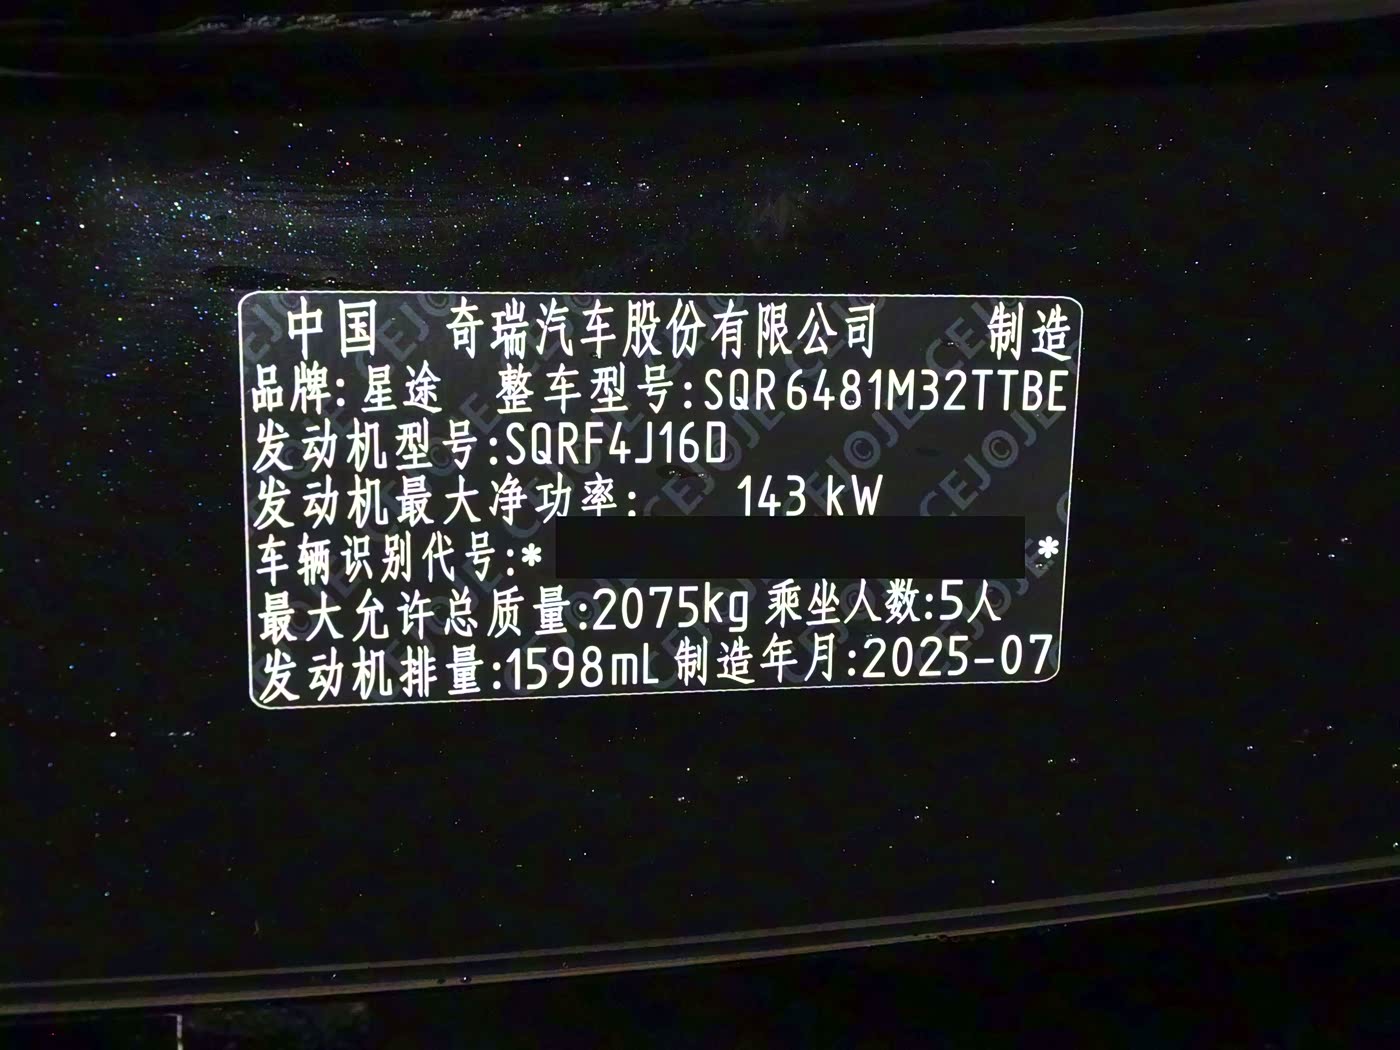 中国 奇瑞汽车股份有限公司 制造
品牌:星途 整车型号:SQR6481M32TTBE
发动机型号:SQRF4J16D
发动机最大净功率: 143 kW
车辆识别代号:* *
最大允许总质量:2075kg 乘坐人数:5人
发动机排量:1598mL 制造年月:2025-07